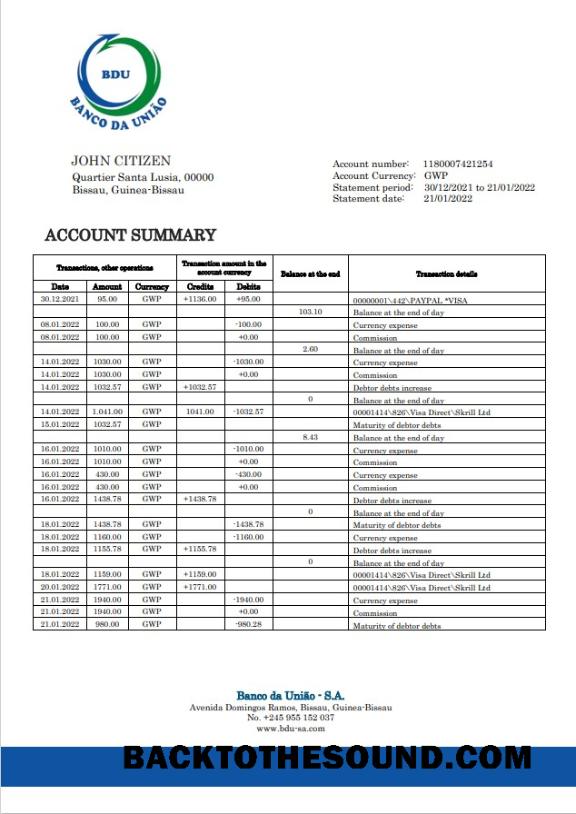 BDU
BANCO DA UNIÃO
JOHN CITIZEN
Quartier Santa Lusia, 00000
Bissau, Guinea-Bissau
Account number: 1180007421254
Account Currency: GWP
Statement period: 30/12/2021 to 21/01/2022
Statement date: 21/01/2022
ACCOUNT SUMMARY
Transactions, other operations Transaction amount in the account currency Balance at the end Transaction details
Date Amount Currency Credits Debits
30.12.2021 95.00 GWP +1136.00 +95.00 00000001\442\PAYPAL *VISA
103.10 Balance at the end of day
08.01.2022 100.00 GWP -100.00 Currency expense
08.01.2022 100.00 GWP +0.00 Commission
2.60 Balance at the end of day
14.01.2022 1030.00 GWP -1030.00 Currency expense
14.01.2022 1030.00 GWP +0.00 Commission
14.01.2022 1032.57 GWP +1032.57 Debtor debts increase
0 Balance at the end of day
14.01.2022 1.041.00 GWP 1041.00 -1032.57 00001414\826\Visa Direct\Skrill Ltd
15.01.2022 1032.57 GWP Maturity of debtor debts
8.43 Balance at the end of day
16.01.2022 1010.00 GWP -1010.00 Currency expense
16.01.2022 1010.00 GWP +0.00 Commission
16.01.2022 430.00 GWP -430.00 Currency expense
16.01.2022 430.00 GWP +0.00 Commission
16.01.2022 1438.78 GWP +1438.78 Debtor debts increase
0 Balance at the end of day
18.01.2022 1438.78 GWP -1438.78 Maturity of debtor debts
18.01.2022 1160.00 GWP -1160.00 Currency expense
18.01.2022 1155.78 GWP +1155.78 Debtor debts increase
0 Balance at the end of day
18.01.2022 1159.00 GWP +1159.00 00001414\826\Visa Direct\Skrill Ltd
20.01.2022 1771.00 GWP +1771.00 00001414\826\Visa Direct\Skrill Ltd
21.01.2022 1940.00 GWP -1940.00 Currency expense
21.01.2022 1940.00 GWP +0.00 Commission
21.01.2022 980.00 GWP -980.28 Maturity of debtor debts
Banco da União - S.A.
Avenida Domingos Ramos, Bissau, Guinea-Bissau
No. +245 955 152 037
www.bdu-sa.com
BACKTOTHESOUND.COM